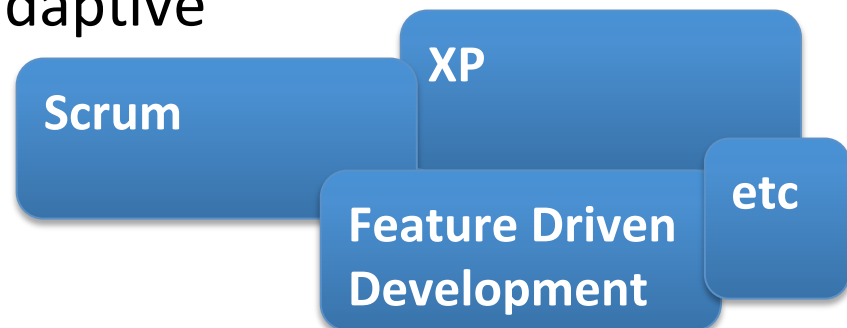 daptive
XP
Scrum
etc
Feature Driven
Development